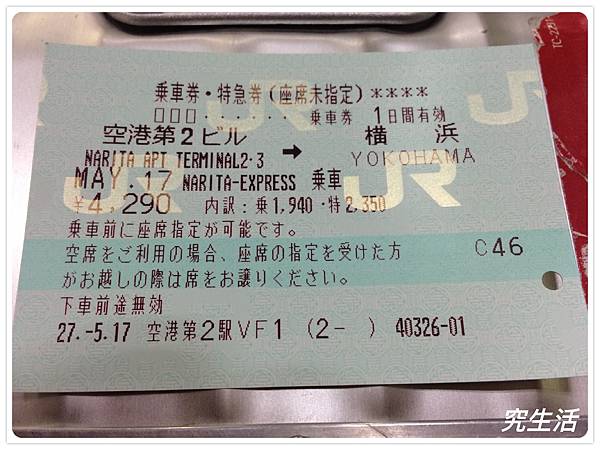 乗車券・特急券(座席未指定)****
□□□ ・・・・・・・ 乗車券 1日間有効
空港第2ビル ➡ 横 浜
NARITA APT TERMINAL2・3 YOKOHAMA
MAY.17 NARITA-EXPRESS 乗車
¥4,290 内訳：乗1,940・特2,350
乗車前に座席指定が可能です。
空席をご利用の場合、座席の指定を受けた方
がお越しの際は席をお譲りください。
C46
下車前途無効
27.-5.17 空港第2駅VF1 (2- ) 40326-01
JR
JR
JR
JR
究生活